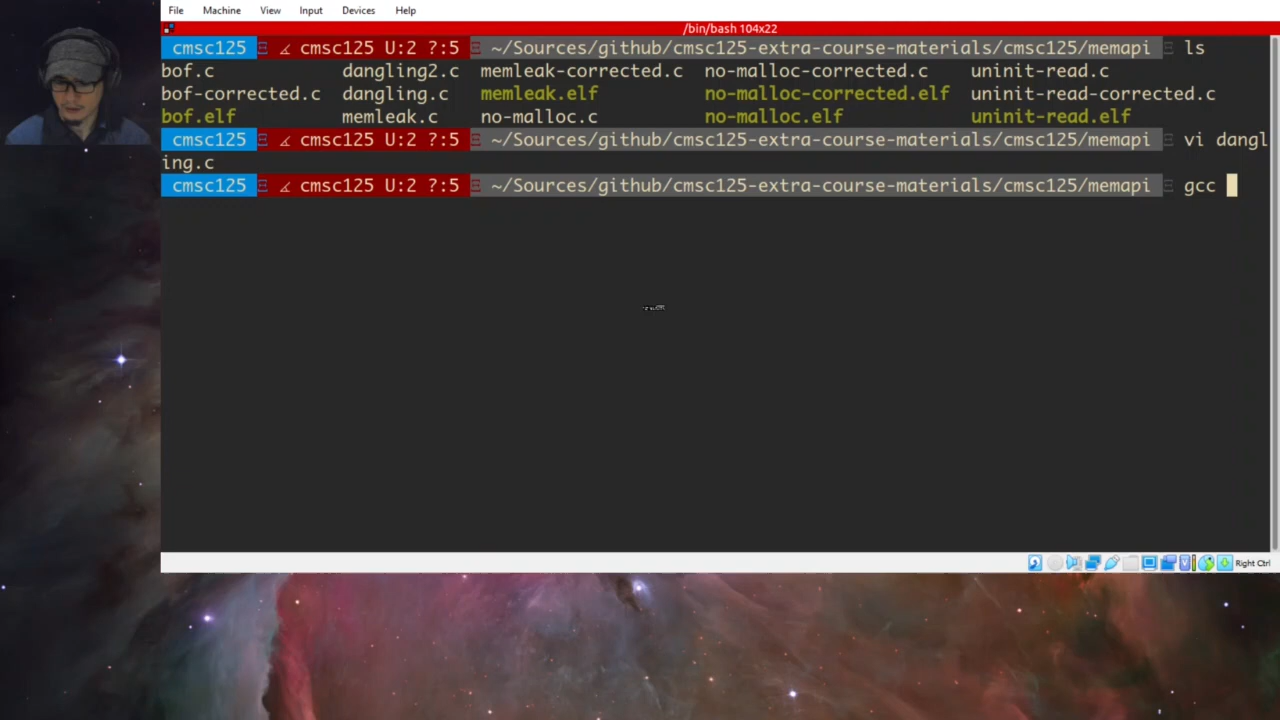 File Machine View Input Devices Help
/bin/bash 104x22
cmsc125 cmsc125 U:2 ?:5 ~/Sources/github/cmsc125-extra-course-materials/cmsc125/memapi ls
bof.c dangling2.c memleak-corrected.c no-malloc-corrected.c uninit-read.c
bof-corrected.c dangling.c memleak.elf no-malloc-corrected.elf uninit-read-corrected.c
bof.elf memleak.c no-malloc.c no-malloc.elf uninit-read.elf
cmsc125 cmsc125 U:2 ?:5 ~/Sources/github/cmsc125-extra-course-materials/cmsc125/memapi vi dangl
ing.c
cmsc125 cmsc125 U:2 ?:5 ~/Sources/github/cmsc125-extra-course-materials/cmsc125/memapi gcc
Right Ctrl